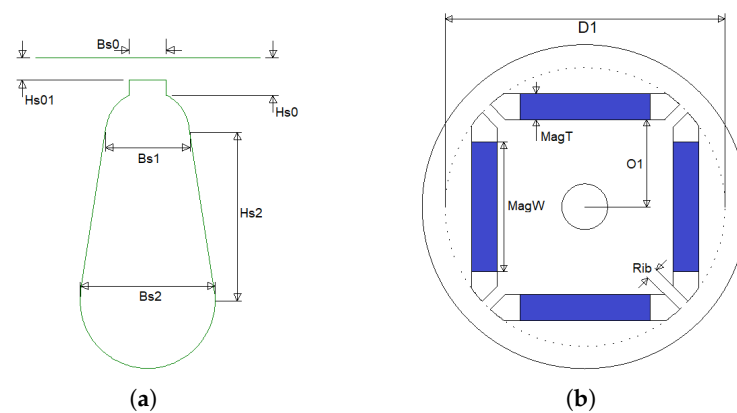 Bs0
Hs01
Hs0
Bs1
Hs2
Bs2
(a)
D1
MagT
O1
MagW
Rib
(b)